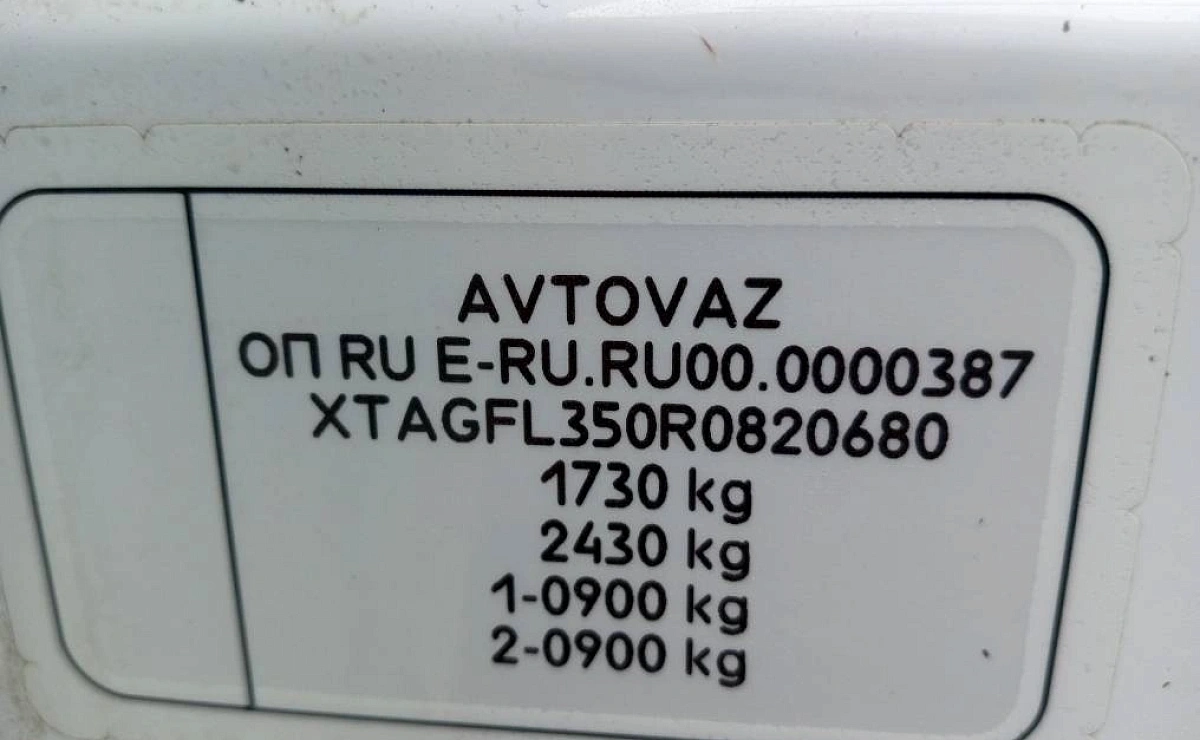 AVTOVAZ
ОП RU E-RU.RU00.0000387
XTAGFL350R0820680
1730 kg
2430 kg
1-0900 kg
2-0900 kg